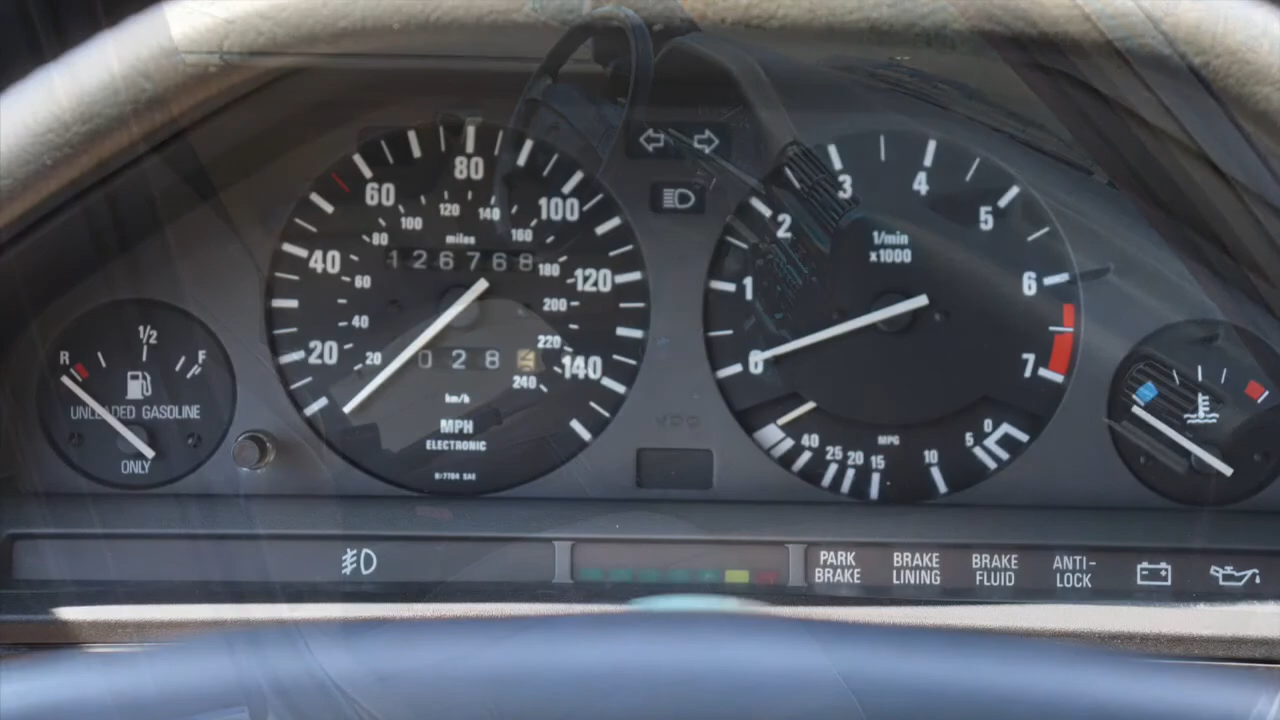 80
60
100
120
140
100
80
miles
160
40
126768
180
120
60
200
40
220
20
20
028
140
240
km/h
MPH
ELECTRONIC
R
1/2
F
UNLEADED GASOLINE
ONLY
3
4
2
5
1/min
x1000
1
6
0
7
MPG
40
25
20
15
10
5
0
PARK
BRAKE
BRAKE
LINING
BRAKE
FLUID
ANTI-
LOCK